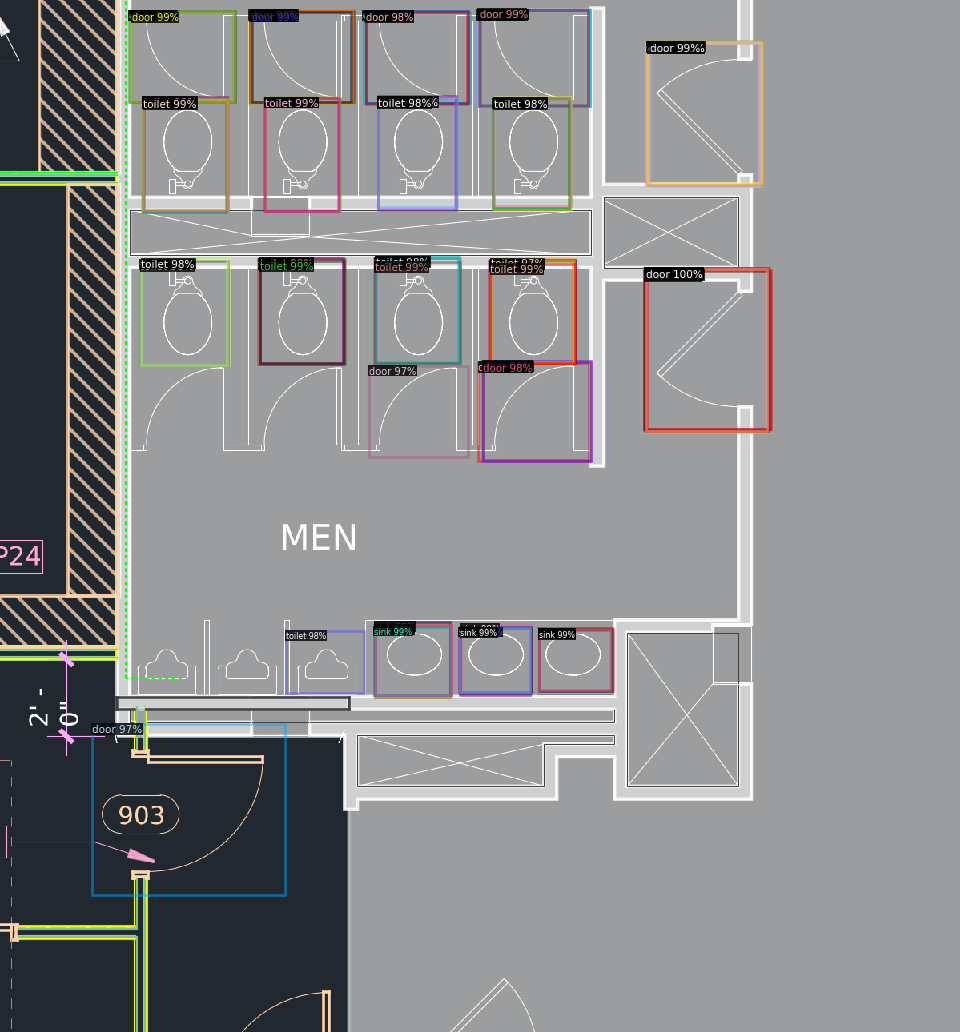 door 99%
door 99%
door 98%
door 99%
door 99%
toilet 99%
toilet 99%
toilet 98%
toilet 98%
toilet 98%
toilet 99%
toilet 99%
toilet 97%
toilet 99%
door 100%
door 97%
door 98%
MEN
P24
toilet 98%
sink 99%
sink 99%
sink 99%
2' -
0"
door 97%
903